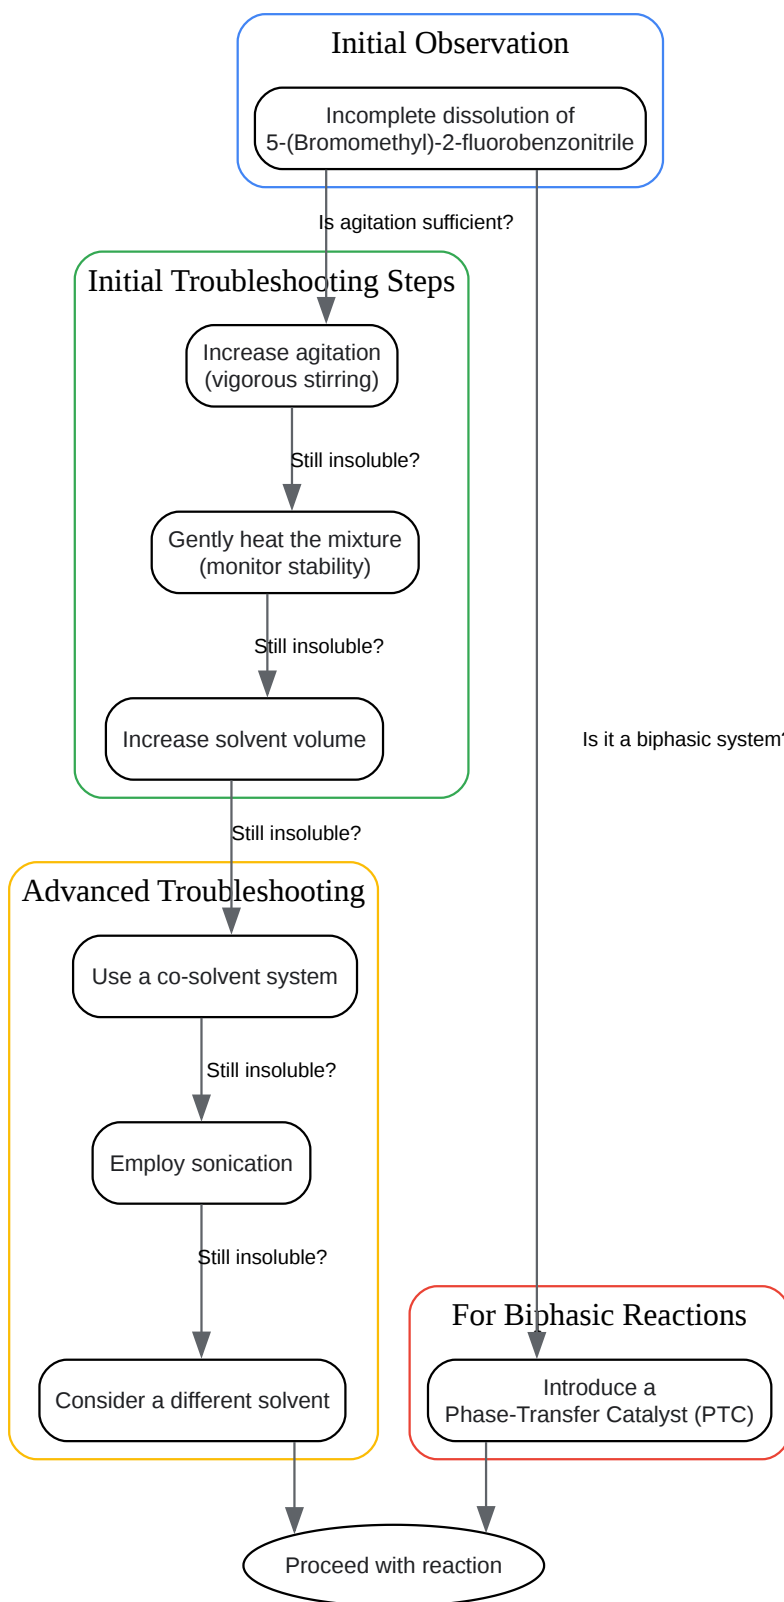 Initial Observation
Incomplete dissolution of
5-(Bromomethyl)-2-fluorobenzonitrile
Is agitation sufficient?
Initial Troubleshooting Steps
Increase agitation
(vigorous stirring)
Still insoluble?
Gently heat the mixture
(monitor stability)
Still insoluble?
Increase solvent volume
Is it a biphasic system?
Still insoluble?
Advanced Troubleshooting
Use a co-solvent system
Still insoluble?
Employ sonication
Still insoluble?
For Biphasic Reactions
Consider a different solvent
Introduce a
Phase-Transfer Catalyst (PTC)
Proceed with reaction